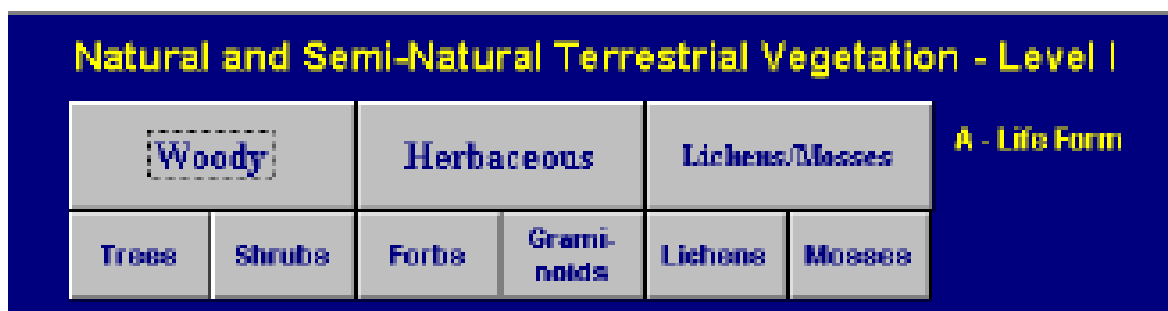 Natural and Semi-Natural Terrestrial Vegetation - Level I
Woody Herbaceous Lichens/Mosses A - Life Form
Trees Shrubs Forbs Grami-
noids Lichens Mosses